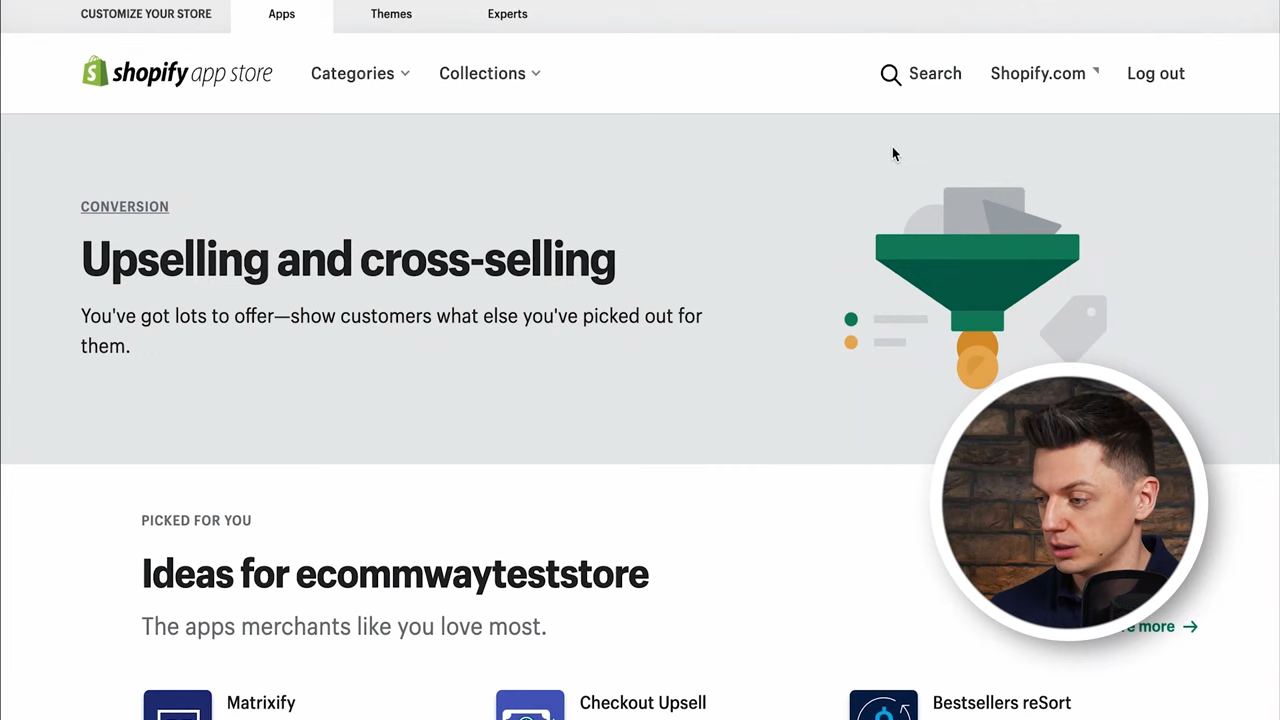 CUSTOMIZE YOUR STORE Apps Themes Experts
shopify app store Categories Collections Search Shopify.com Log out
CONVERSION
Upselling and cross-selling
You've got lots to offer—show customers what else you've picked out for
them.
PICKED FOR YOU
Ideas for ecommwayteststore
The apps merchants like you love most.
more
Matrixify Checkout Upsell Bestsellers reSort